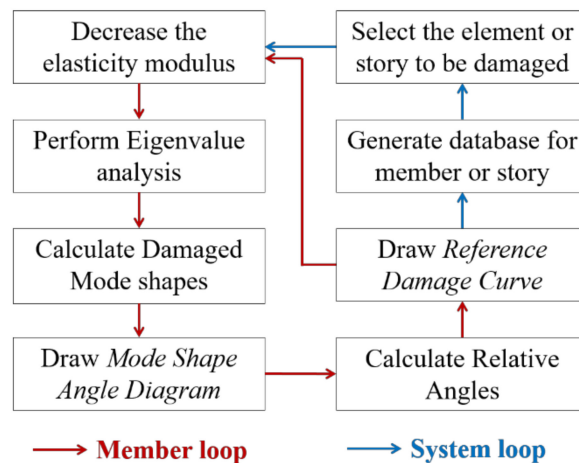 Decrease the
elasticity modulus
Select the element or
story to be damaged
Perform Eigenvalue
analysis
Generate database for
member or story
Calculate Damaged
Mode shapes
Draw Reference
Damage Curve
Draw Mode Shape
Angle Diagram
Calculate Relative
Angles
Member loop
System loop